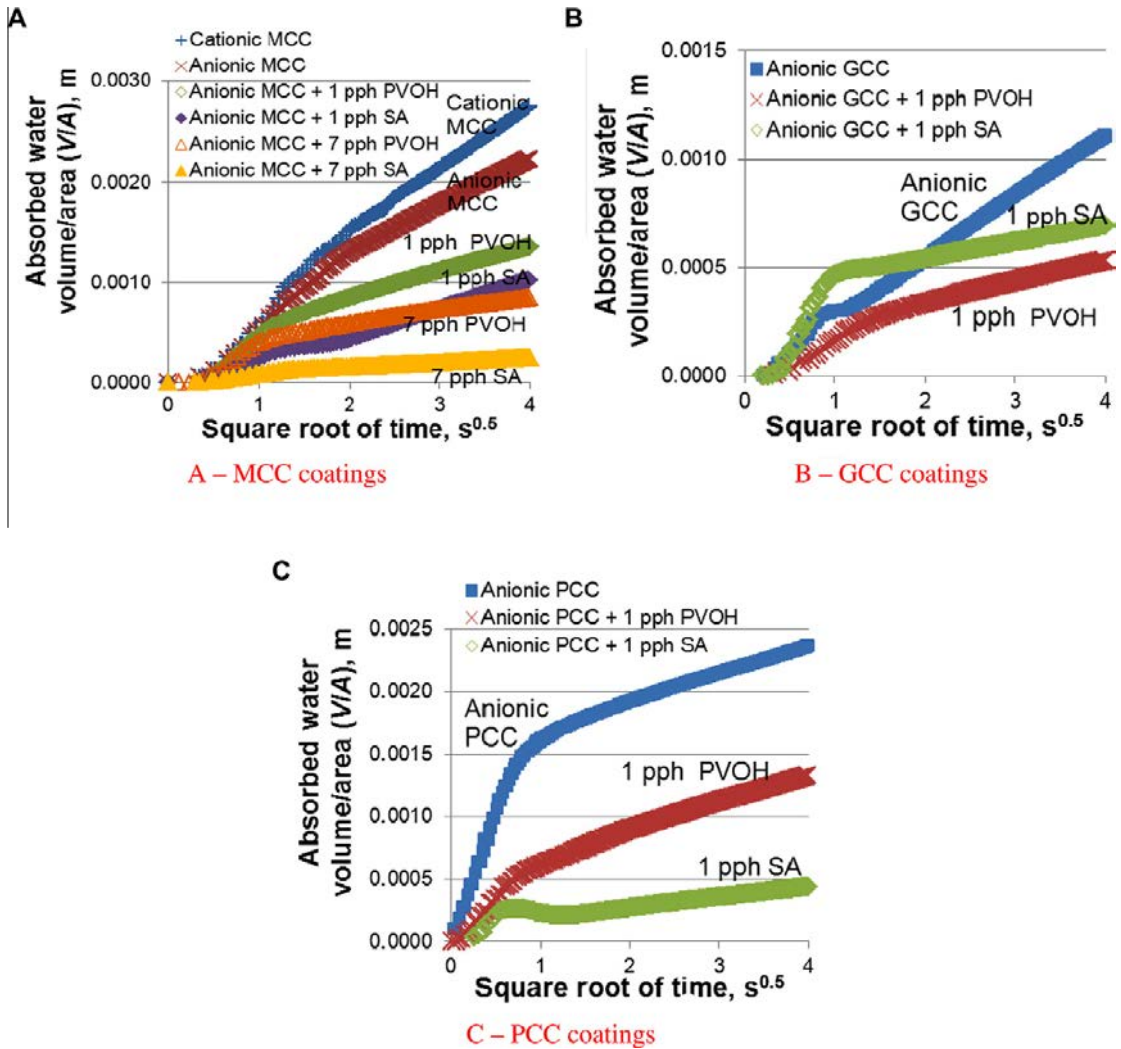 A
Cationic MCC
Anionic MCC
Anionic MCC + 1 pph PVOH
Anionic MCC + 1 pph SA
Anionic MCC + 7 pph PVOH
Anionic MCC + 7 pph SA
Absorbed water
volume/area (V/A), m
0.0030
0.0020
0.0010
0.0000
Cationic
MCC
Anionic
MCC
1 pph PVOH
1 pph SA
7 pph PVOH
7 pph SA
0 1 2 3 4
Square root of time, s0.5
A – MCC coatings
B
Anionic GCC
Anionic GCC + 1 pph PVOH
Anionic GCC + 1 pph SA
Absorbed water
volume/area (V/A), m
0.0015
0.0010
0.0005
0.0000
Anionic
GCC
1 pph SA
1 pph PVOH
0 1 2 3 4
Square root of time, s0.5
B – GCC coatings
C
Anionic PCC
Anionic PCC + 1 pph PVOH
Anionic PCC + 1 pph SA
Absorbed water
volume/area (V/A), m
0.0025
0.0020
0.0015
0.0010
0.0005
0.0000
Anionic
PCC
1 pph PVOH
1 pph SA
0 1 2 3 4
Square root of time, s0.5
C – PCC coatings